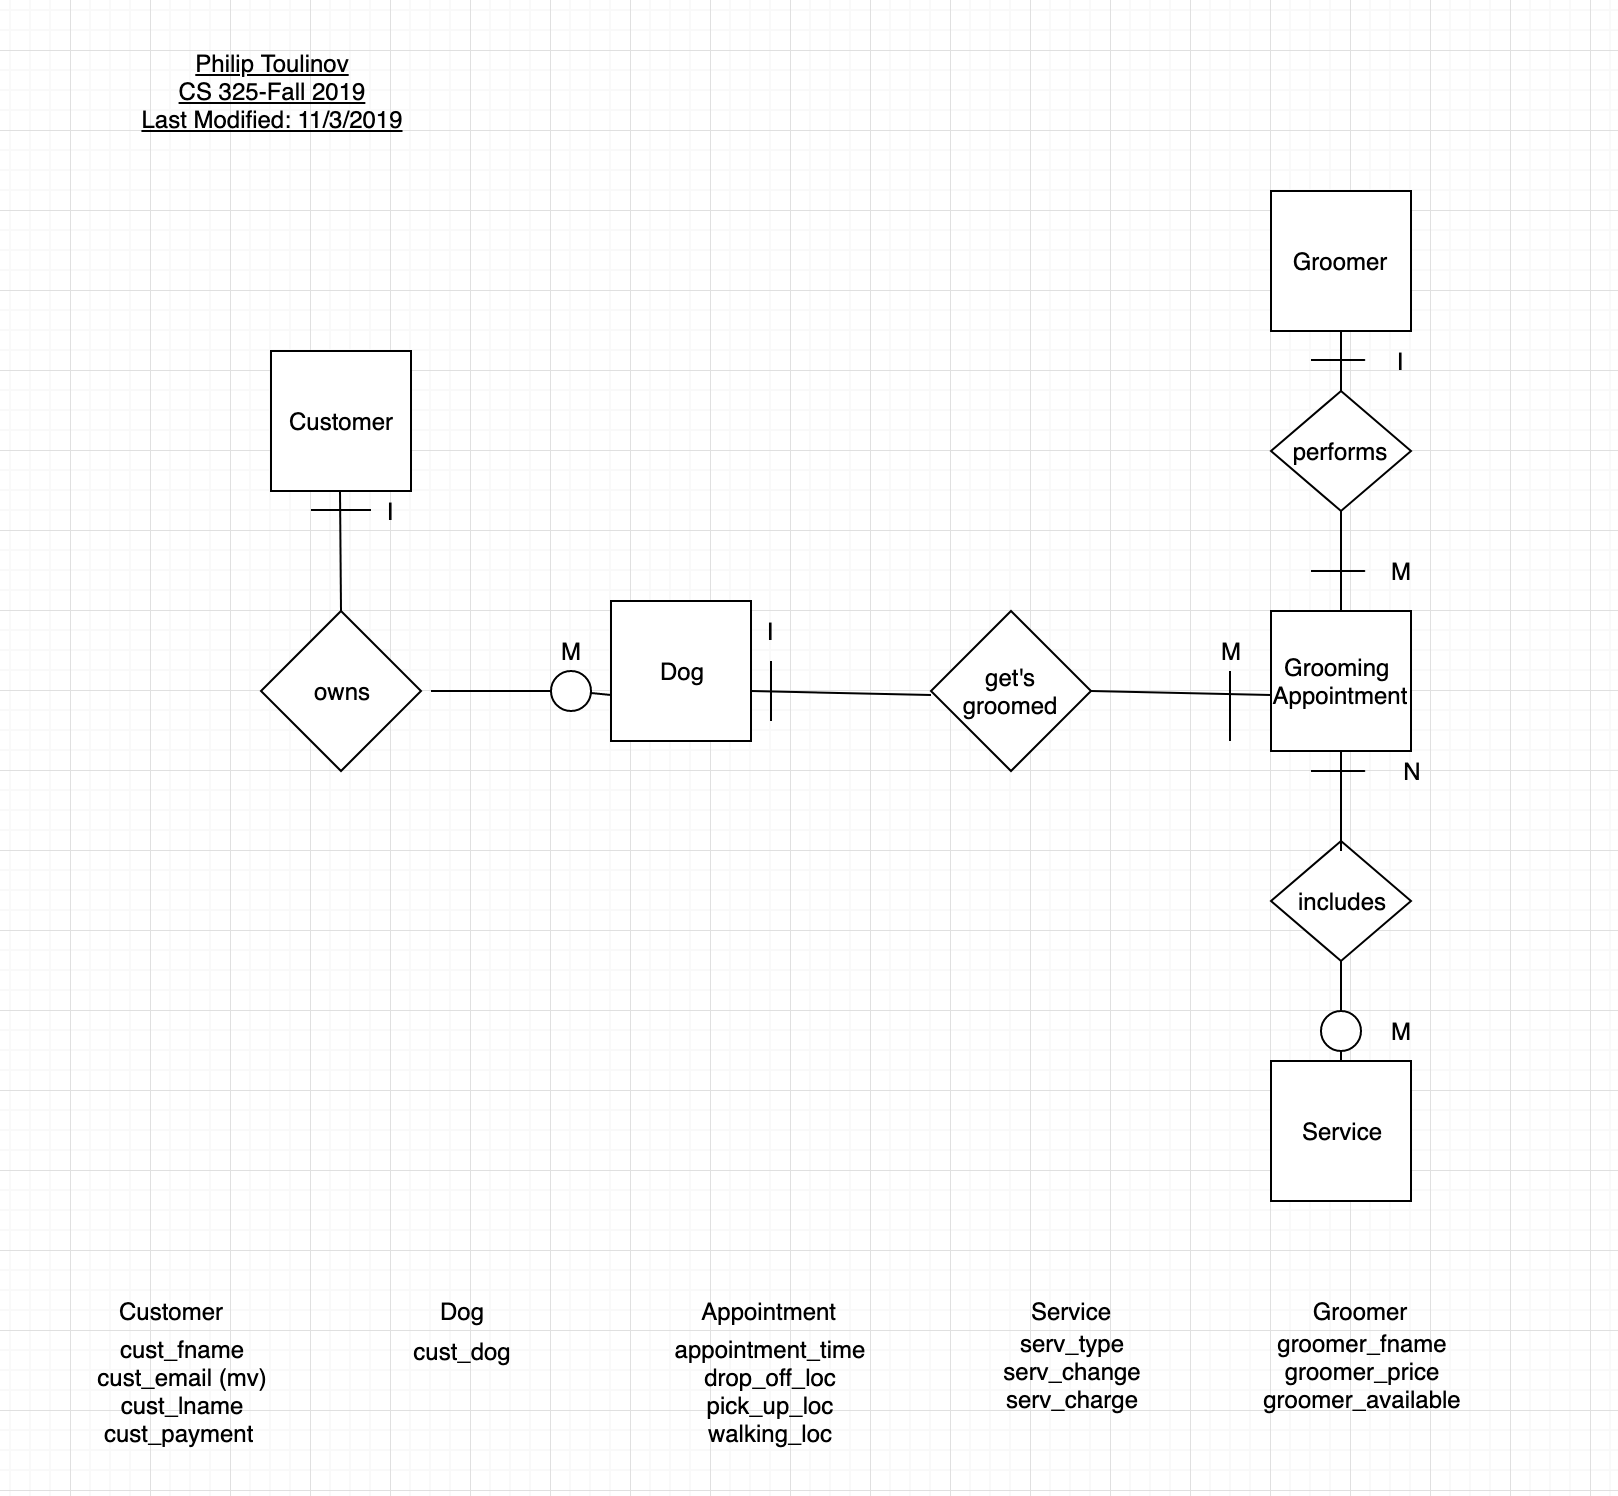 Philip Toulinov
CS 325-Fall 2019
Last Modified: 11/3/2019
Groomer
I
performs
M
Customer
I
owns
M
Dog
I
get's
groomed
M
Grooming
Appointment
N
includes
M
Service
Customer
cust_fname
cust_email (mv)
cust_lname
cust_payment
Dog
cust_dog
Appointment
appointment_time
drop_off_loc
pick_up_loc
walking_loc
Service
serv_type
serv_change
serv_charge
Groomer
groomer_fname
groomer_price
groomer_available